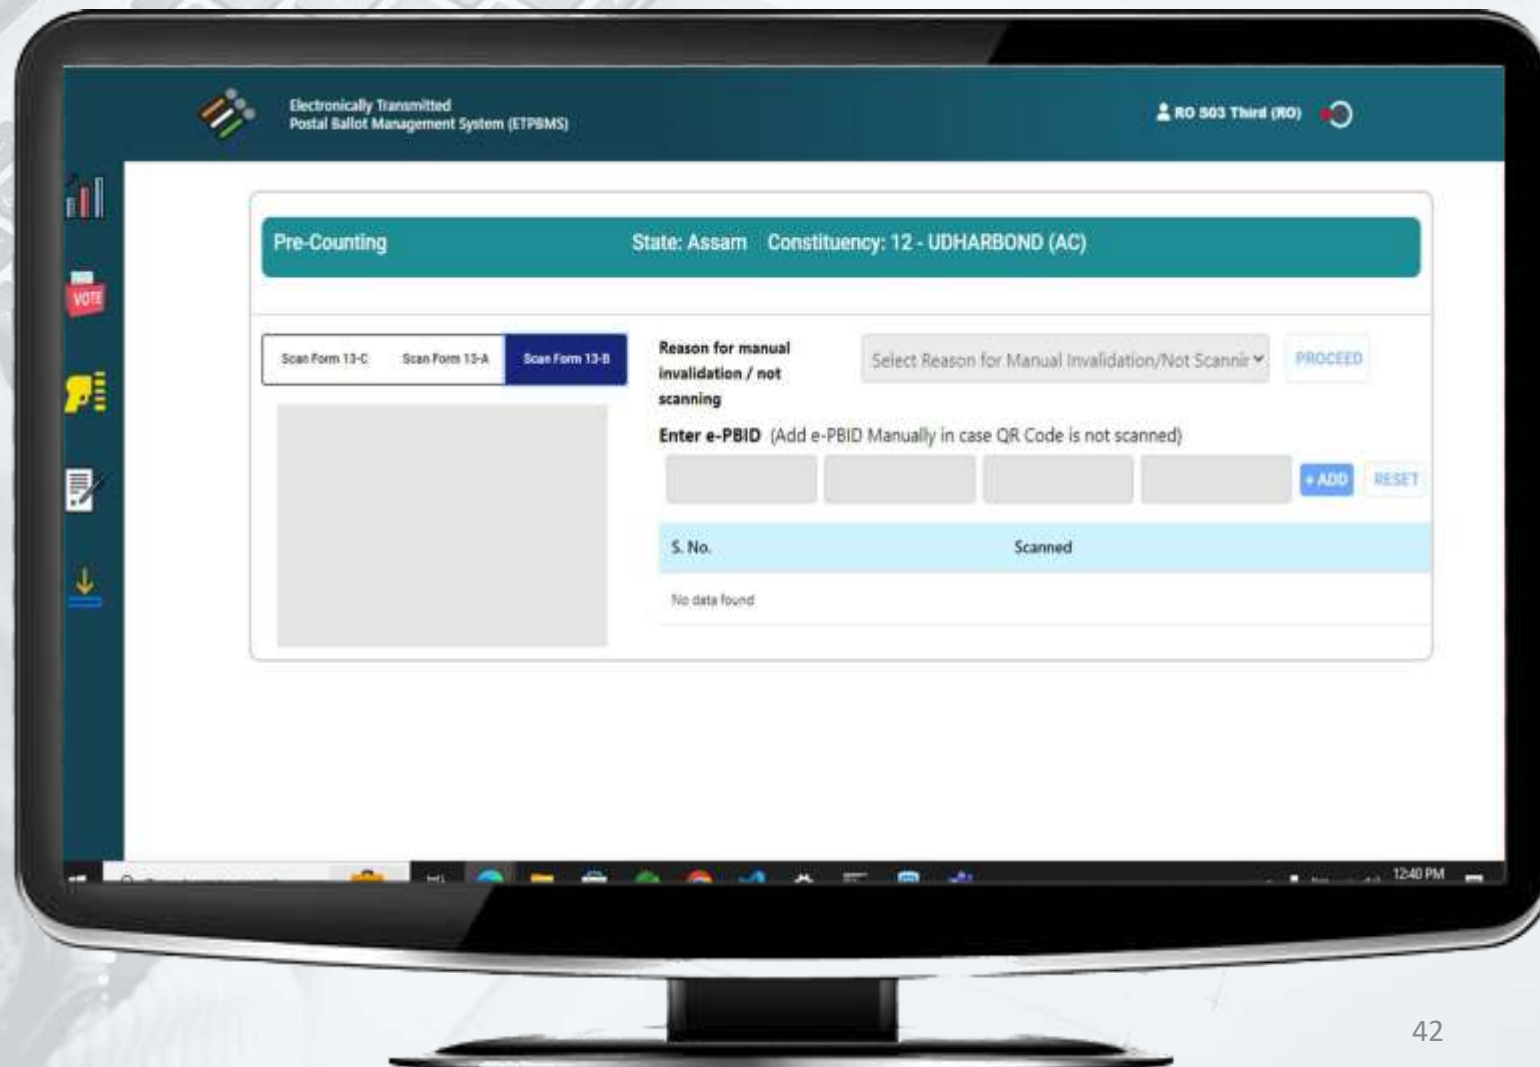 Electronically Transmitted
Postal Ballot Management System (ETPBMS)
RO S03 Third (RO)
VOTE
Pre-Counting State: Assam Constituency: 12 - UDHARBOND (AC)
Scan Form 13-C Scan Form 13-A Scan Form 13-B
Reason for manual
invalidation / not
scanning
Select Reason for Manual Invalidation/Not Scannin
PROCEED
Enter e-PBID (Add e-PBID Manually in case QR Code is not scanned)
+ ADD RESET
S. No. Scanned
No data found
12:40 PM
42